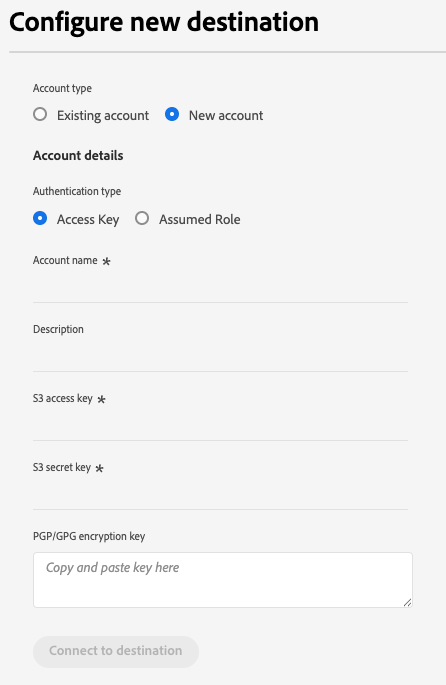 Configure new destination
Account type
Existing account New account
Account details
Authentication type
Access Key Assumed Role
Account name *
Description
S3 access key *
S3 secret key *
PGP/GPG encryption key
Copy and paste key here
Connect to destination